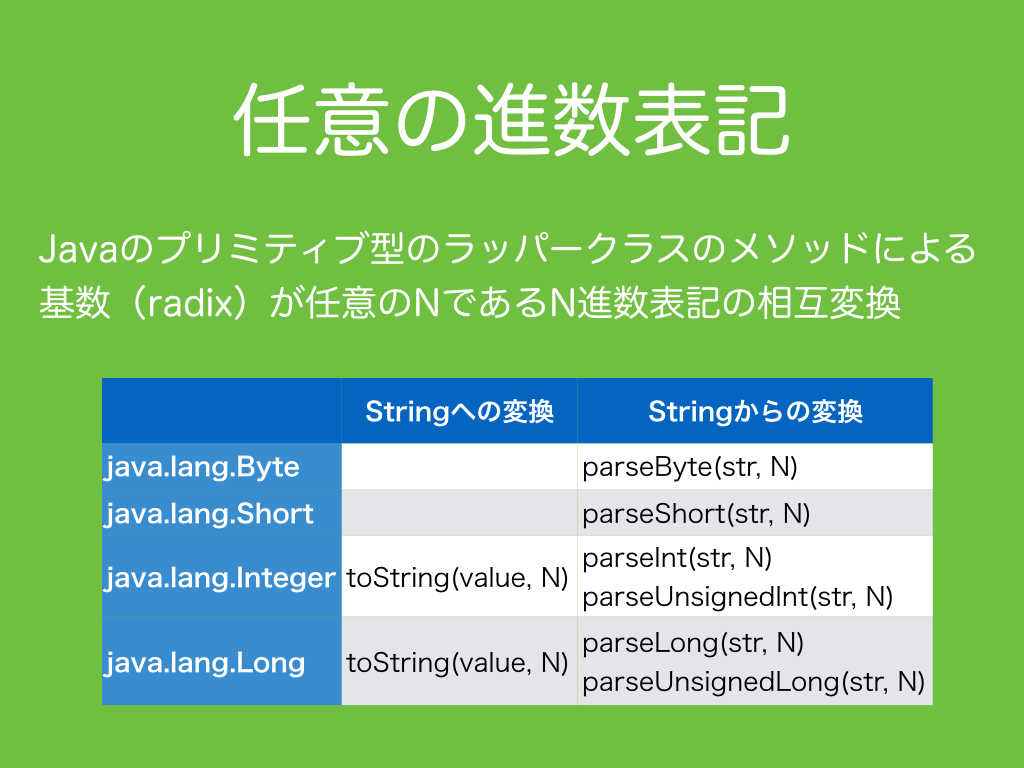 任意の進数表記
Javaのプリミティブ型のラッパークラスのメソッドによる
基数（radix）が任意のNであるN進数表記の相互変換
Stringへの変換 Stringからの変換
java.lang.Byte parseByte(str, N)
java.lang.Short parseShort(str, N)
java.lang.Integer toString(value, N) parseInt(str, N)
parseUnsignedInt(str, N)
java.lang.Long toString(value, N) parseLong(str, N)
parseUnsignedLong(str, N)